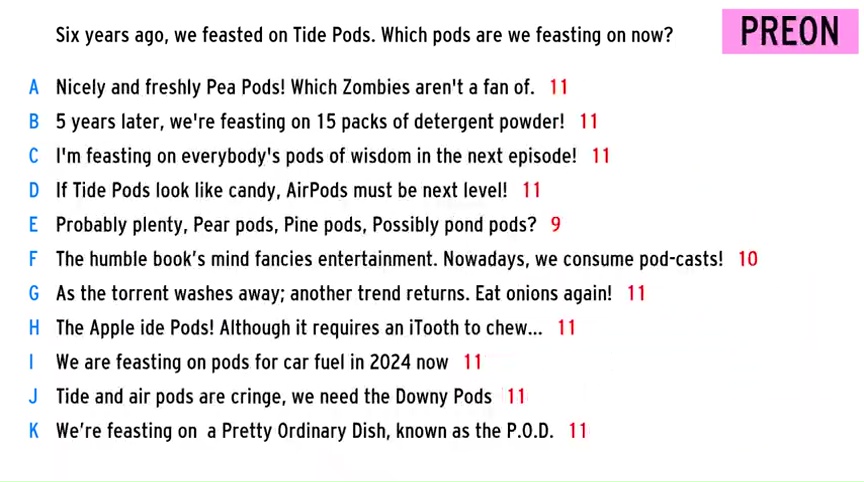 Six years ago, we feasted on Tide Pods. Which pods are we feasting on now?
PREON
A Nicely and freshly Pea Pods! Which Zombies aren't a fan of. 11
B 5 years later, we're feasting on 15 packs of detergent powder! 11
C I'm feasting on everybody's pods of wisdom in the next episode! 11
D If Tide Pods look like candy, AirPods must be next level! 11
E Probably plenty, Pear pods, Pine pods, Possibly pond pods? 9
F The humble book's mind fancies entertainment. Nowadays, we consume pod-casts! 10
G As the torrent washes away; another trend returns. Eat onions again! 11
H The Apple ide Pods! Although it requires an iTooth to chew... 11
I We are feasting on pods for car fuel in 2024 now 11
J Tide and air pods are cringe, we need the Downy Pods 11
K We're feasting on a Pretty Ordinary Dish, known as the P.O.D. 11